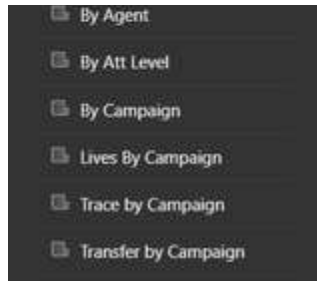 By Agent
By Att Level
By Campaign
Lives By Campaign
Trace by Campaign
Transfer by Campaign